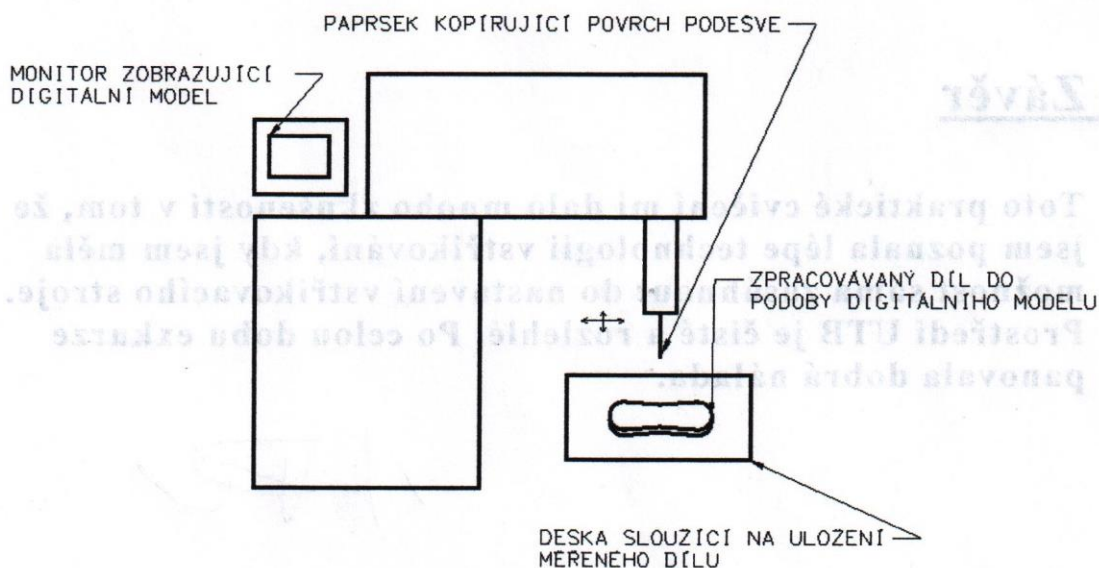 PAPRSEK KOPÍRUJÍCÍ POVRCH PODEŠVE
MONITOR ZOBRAZUJÍCÍ
DIGITÁLNÍ MODEL
Závěr
Toto praktické cvičení mi dalo mnoho zkušeností v tom, že
jsem poznala lépe technologii vstřikování, kdy jsem měla
možnost sama do nastavení vstřikovacího stroje.
Prostředí UTB je čisté a rozlehlé. Po celou dobu exkurze
panovala dobrá nálada.
ZPRACOVÁVANÝ DÍL DO
PODOBY DIGITÁLNÍHO MODELU
DESKA SLOUŽÍCÍ NA ULOŽENÍ
MĚŘENÉHO DÍLU